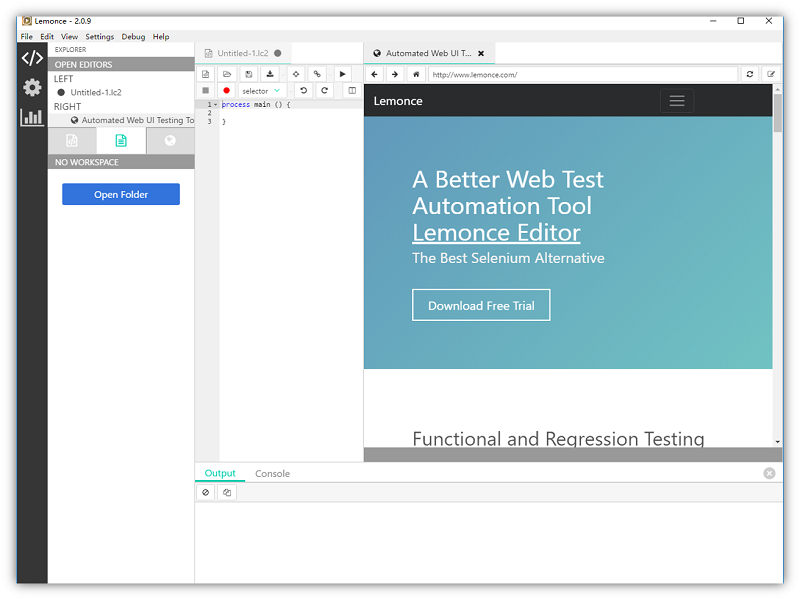 Lemonce - 2.0.9
File Edit View Settings Debug Help
EXPLORER
OPEN EDITORS
LEFT
Untitled-1.lc2
RIGHT
Automated Web UI Testing To
NO WORKSPACE
Open Folder
Untitled-1.lc2
selector
1 process main () {
2
3 }
Automated Web UI T...
http://www.lemonce.com/
Lemonce
A Better Web Test
Automation Tool
Lemonce Editor
The Best Selenium Alternative
Download Free Trial
Functional and Regression Testing
Output Console